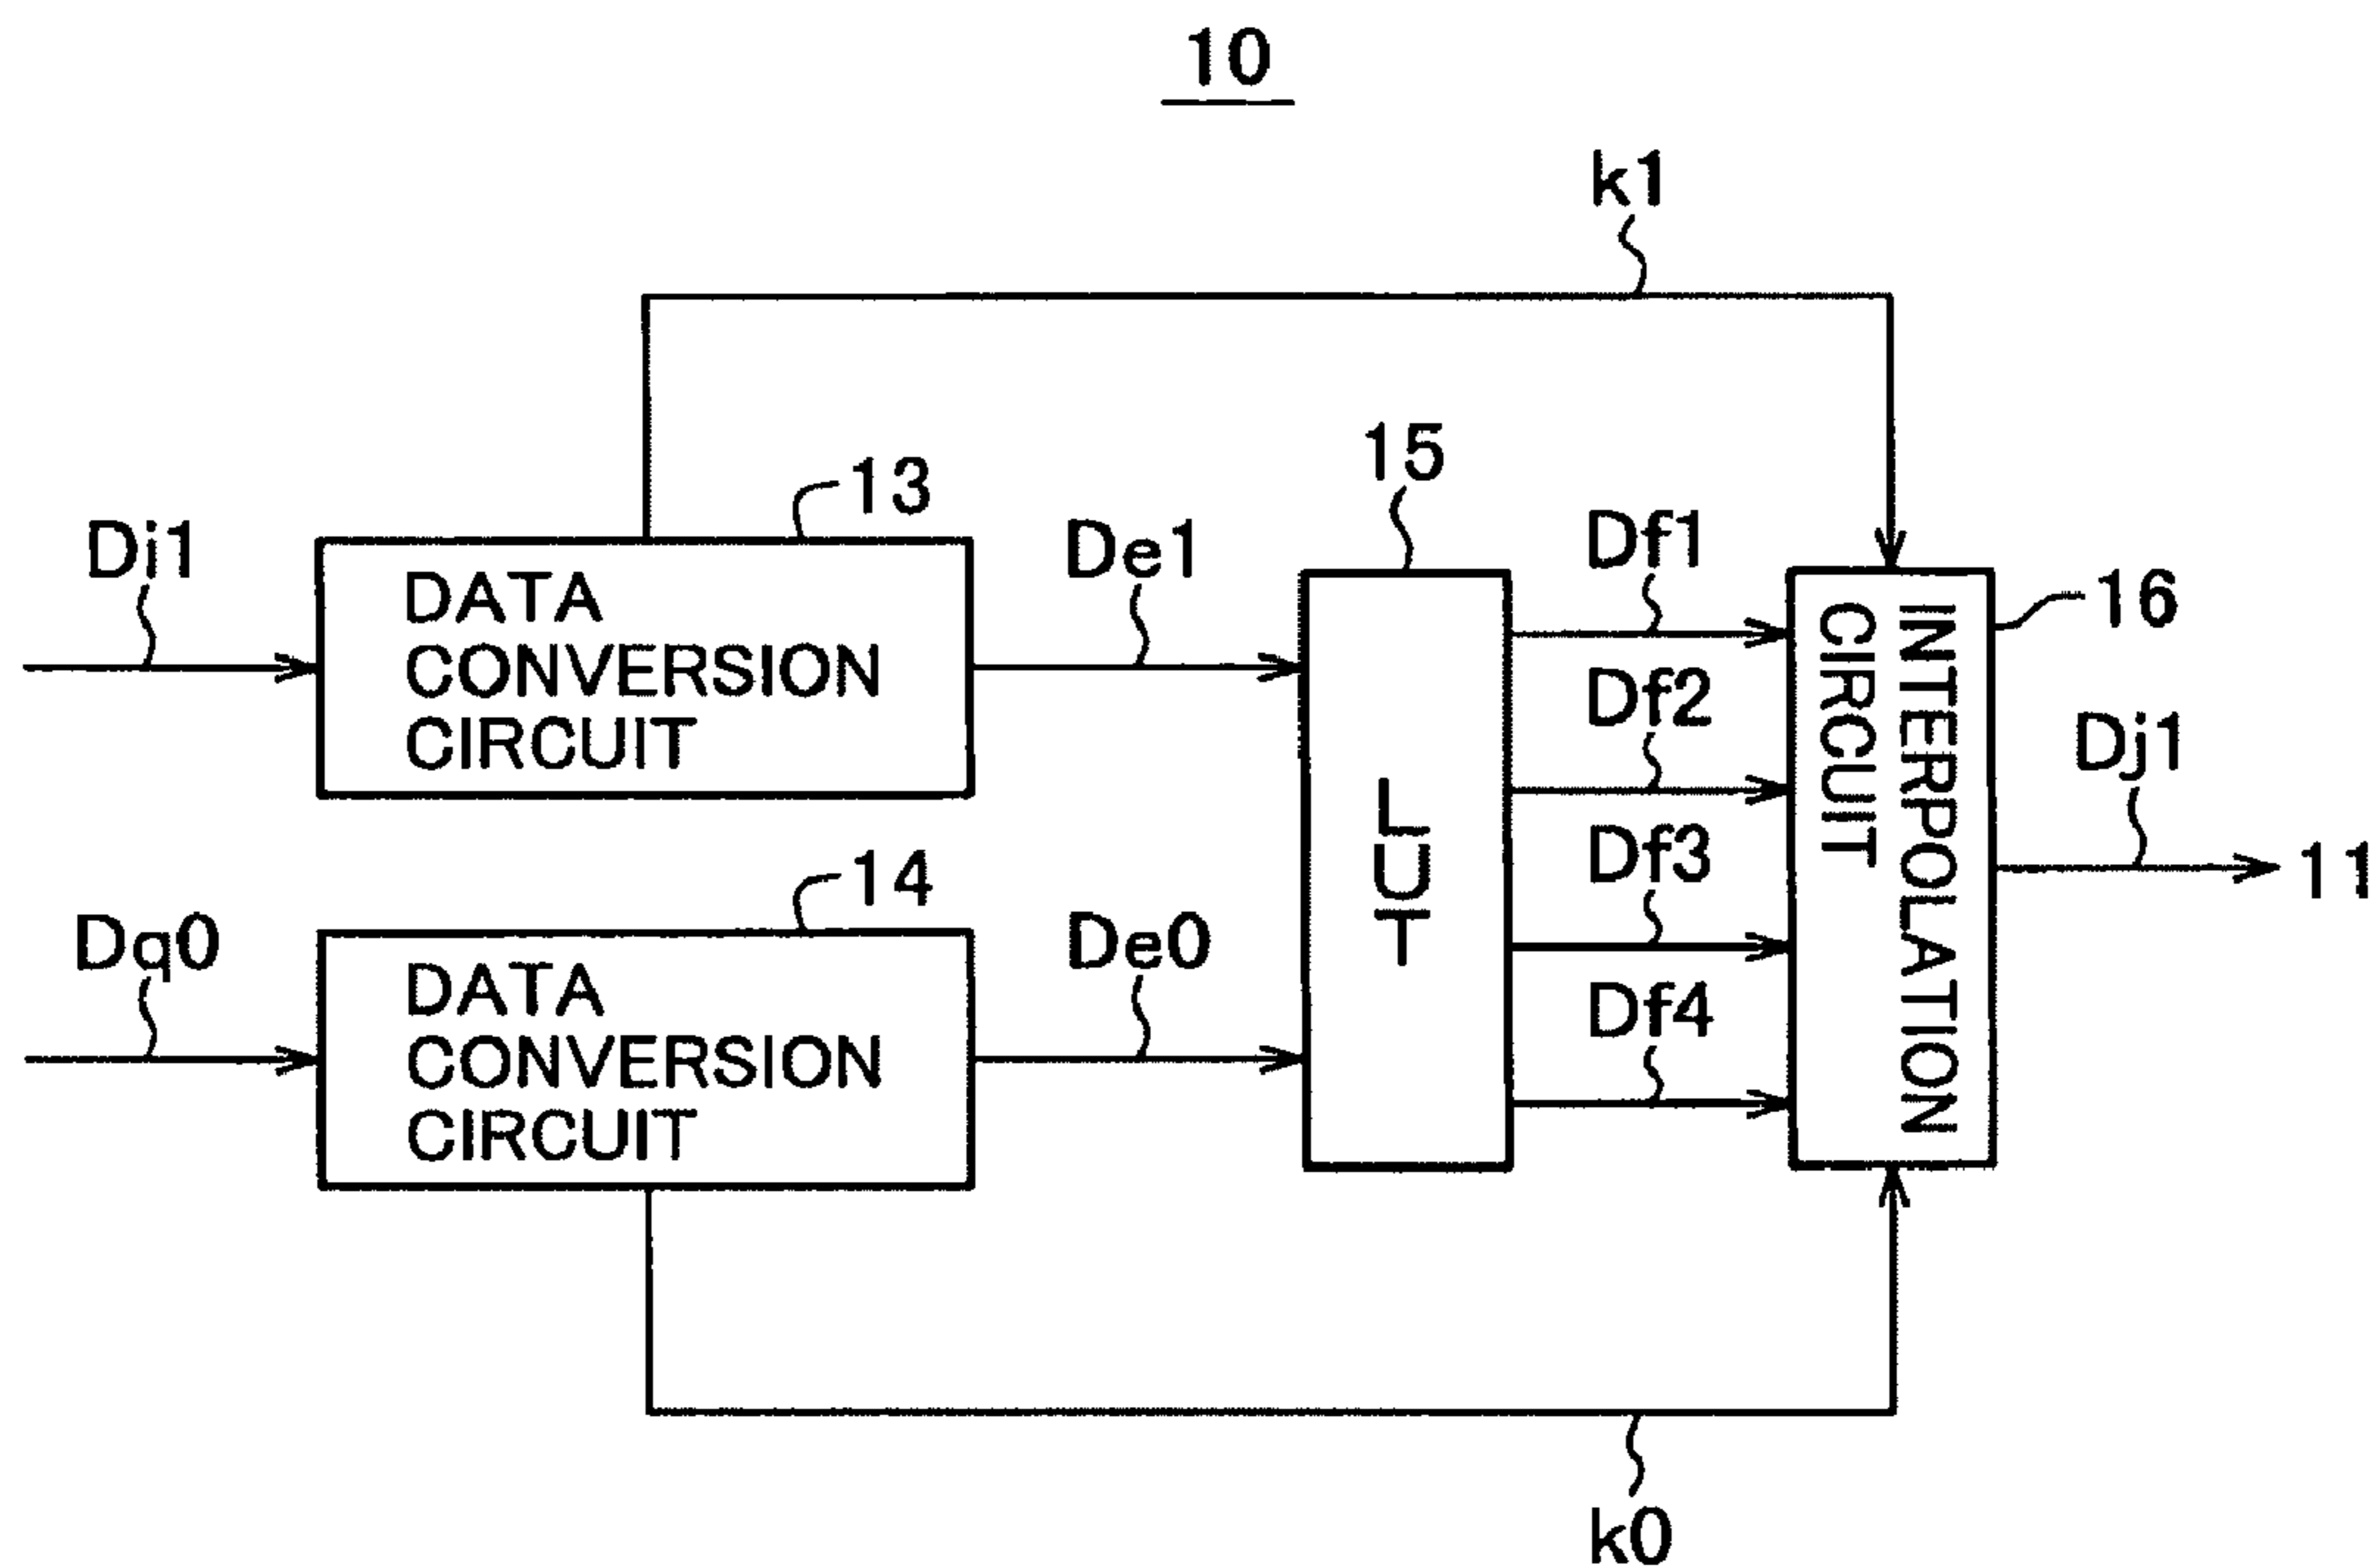 10
k1
13
15
Di1
DATA
CONVERSION
CIRCUIT
De1
Df1
Df2
Df3
Df4
LUT
INTERPOLATION
CIRCUIT
16
Dj1
11
14
Dq0
DATA
CONVERSION
CIRCUIT
De0
k0